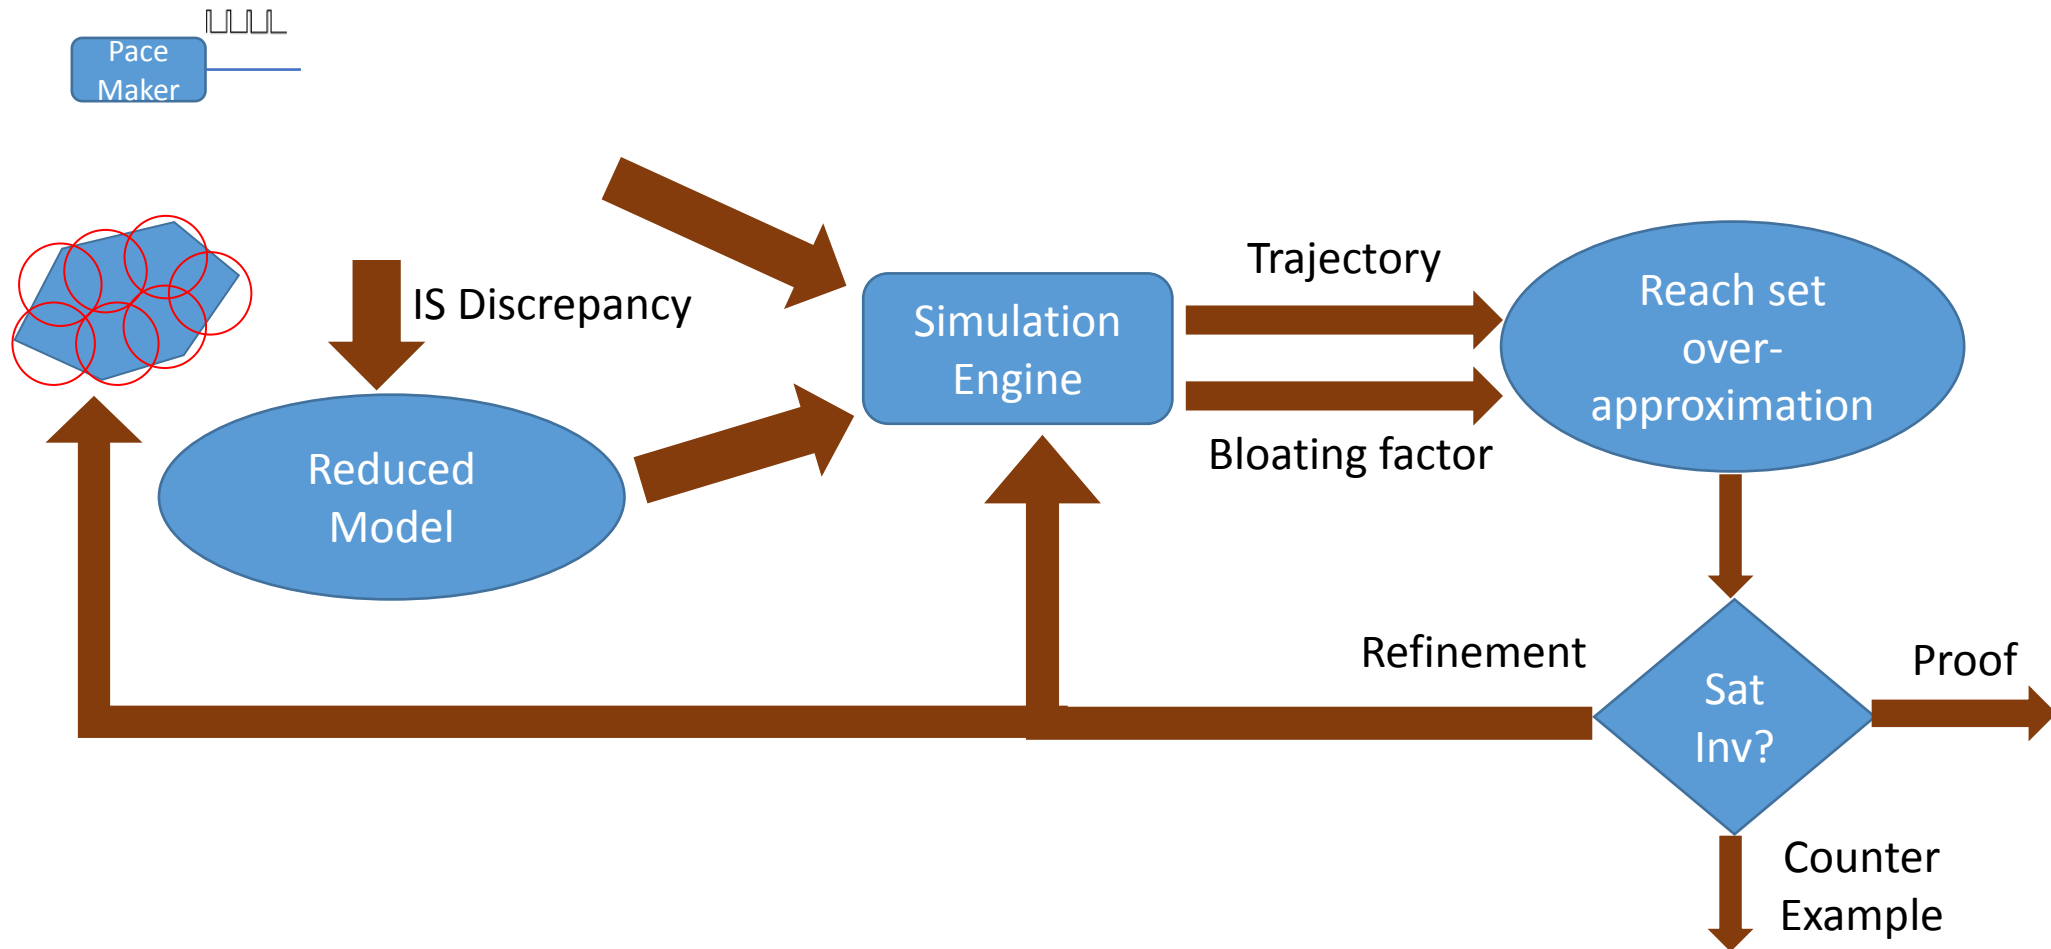 Pace
Maker
IS Discrepancy
Reduced
Model
Simulation
Engine
Trajectory
Bloating factor
Reach set
over-
approximation
Refinement
Sat
Inv?
Proof
Counter
Example